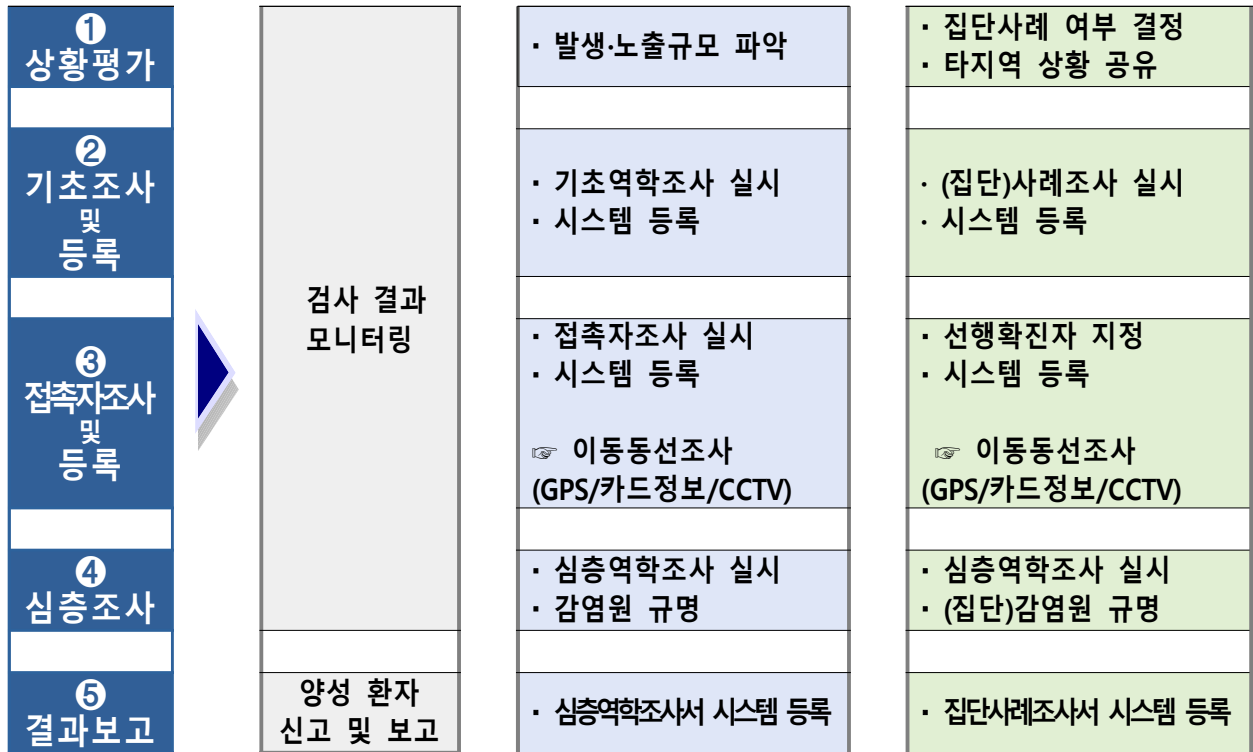 ❶
상황평가
❷
기초조사
및
등록
❸
접촉자조사
및
등록
❹
심층조사
❺
결과보고
검사 결과
모니터링
양성 환자
신고 및 보고
· 발생·노출규모 파악
· 기초역학조사 실시
· 시스템 등록
· 접촉자조사 실시
· 시스템 등록
☞ 이동동선조사
(GPS/카드정보/CCTV)
· 심층역학조사 실시
· 감염원 규명
· 심층역학조사서 시스템 등록
· 집단사례 여부 결정
· 타지역 상황 공유
· (집단)사례조사 실시
· 시스템 등록
· 선행확진자 지정
· 시스템 등록
☞ 이동동선조사
(GPS/카드정보/CCTV)
· 심층역학조사 실시
· (집단)감염원 규명
· 집단사례조사서 시스템 등록